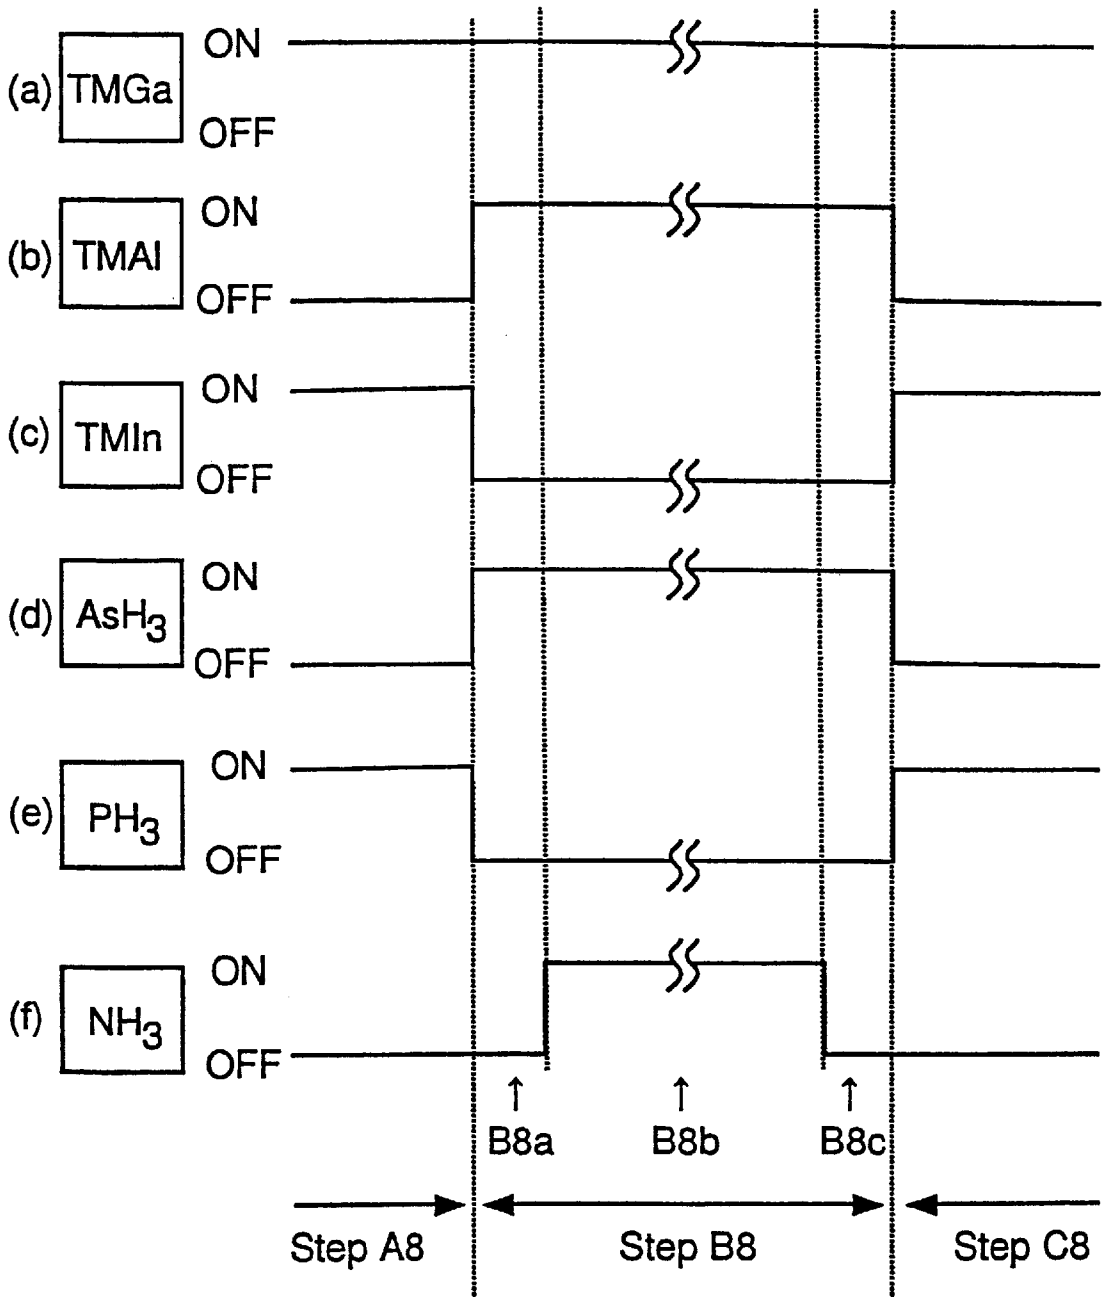 ON
(a) TMGa
OFF
ON
(b) TMAl
OFF
ON
(c) TMIn
OFF
ON
(d) AsH3
OFF
ON
(e) PH3
OFF
ON
(f) NH3
OFF
B8a B8b B8c
Step A8 Step B8 Step C8